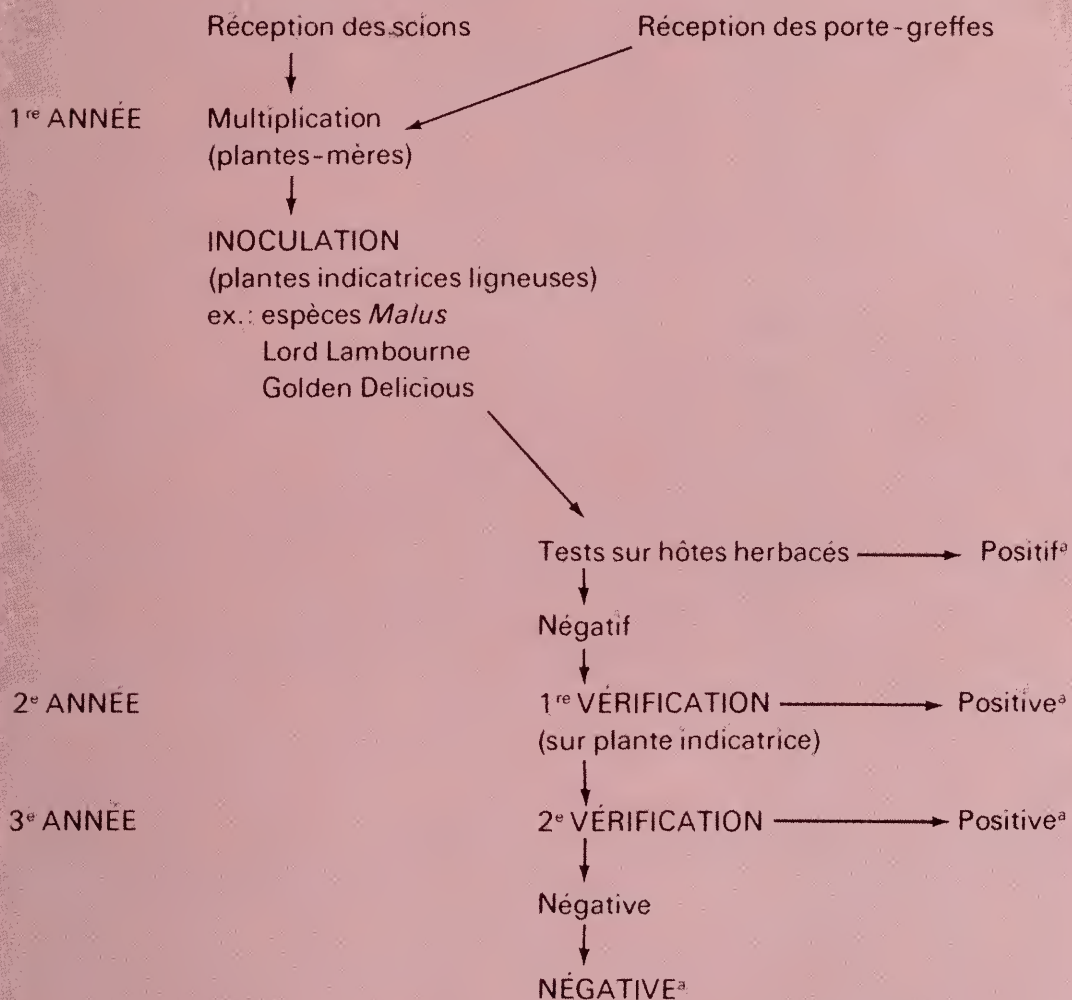 Réception des scions Réception des porte-greffes
1re ANNÉE Multiplication
(plantes-mères)
INOCULATION
(plantes indicatrices ligneuses)
ex.: espèces Malus
Lord Lambourne
Golden Delicious
Tests sur hôtes herbacés Positifa
Négatif
2e ANNÉE 1re VÉRIFICATION Positivea
(sur plante indicatrice)
3e ANNÉE 2e VÉRIFICATION Positivea
Négative
NÉGATIVEa